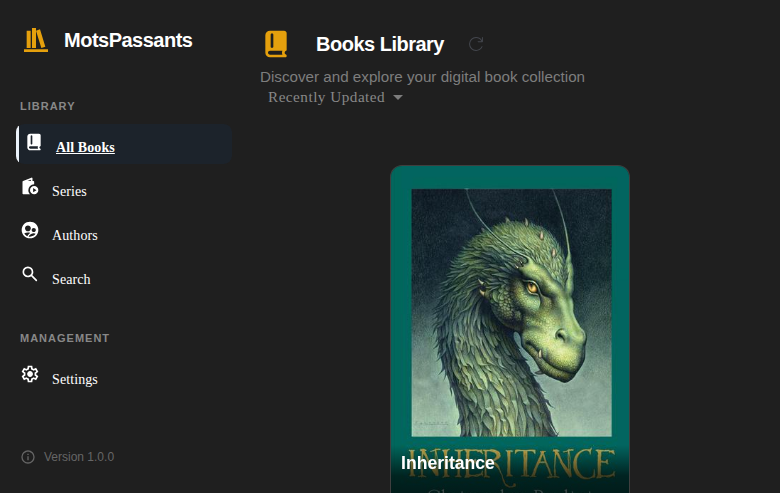 MotsPassants
LIBRARY
All Books
Series
Authors
Search
MANAGEMENT
Settings
Version 1.0.0
Books Library
Discover and explore your digital book collection
Recently Updated
INHERITANCE
Inheritance